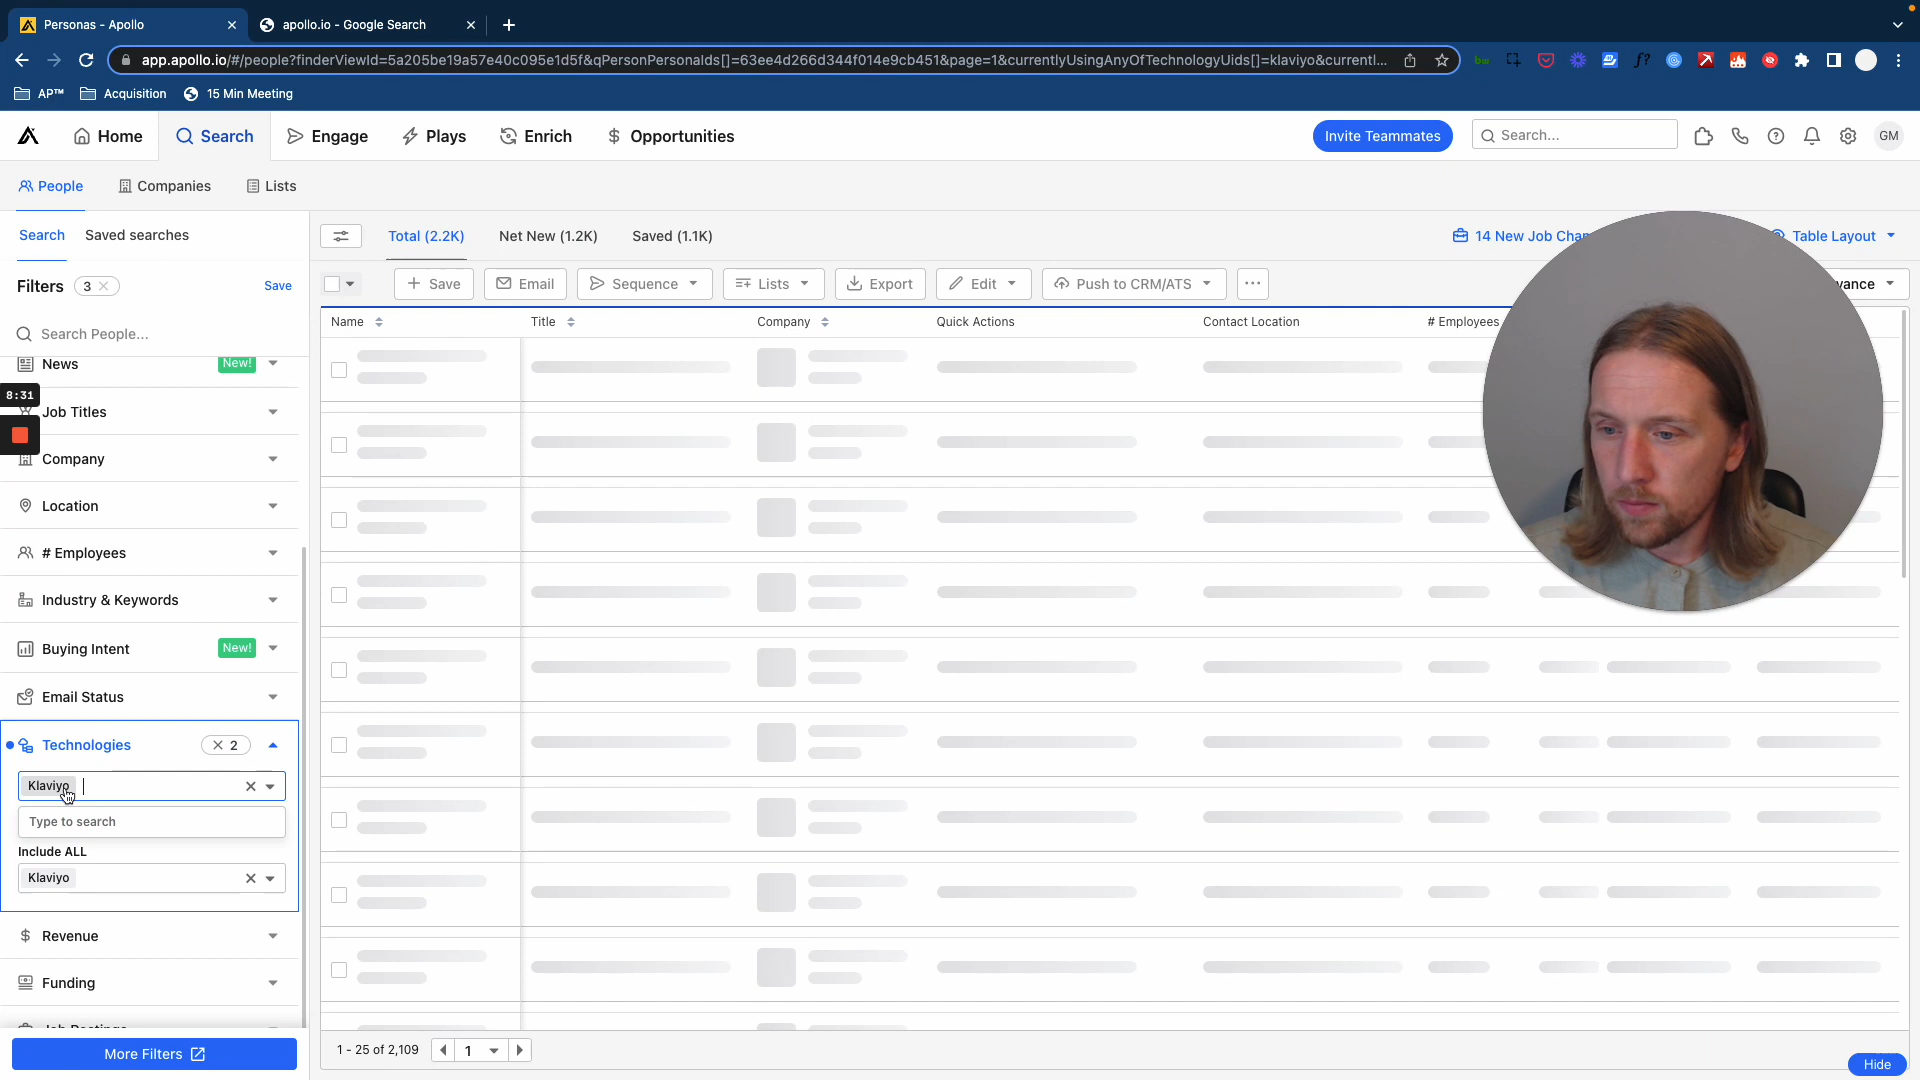 Personas - Apollo
apollo.io - Google Search
app.apollo.io/#/people?finderViewId=5a205be19a57e40c095e1d5f&qPersonPersonaIds[]=63ee4d266d344f014e9cb451&page=1&currentlyUsingAnyOfTechnologyUids[]=klaviyo&currentl...
AP™ Acquisition 15 Min Meeting
Home Search Engage Plays Enrich Opportunities
Invite Teammates Search... GM
People Companies Lists
Search Saved searches
Total (2.2K) Net New (1.2K) Saved (1.1K)
14 New Job Chan Table Layout
Filters 3 Save
Save Email Sequence Lists Export Edit Push to CRM/ATS ... vance
Name Title Company Quick Actions Contact Location # Employees
Search People...
News New!
8:31
Job Titles
Company
Location
# Employees
Industry & Keywords
Buying Intent New!
Email Status
Technologies 2
Klaviyo
Type to search
Include ALL
Klaviyo
Revenue
Funding
Job Postings
More Filters
1 - 25 of 2,109 1
Hide